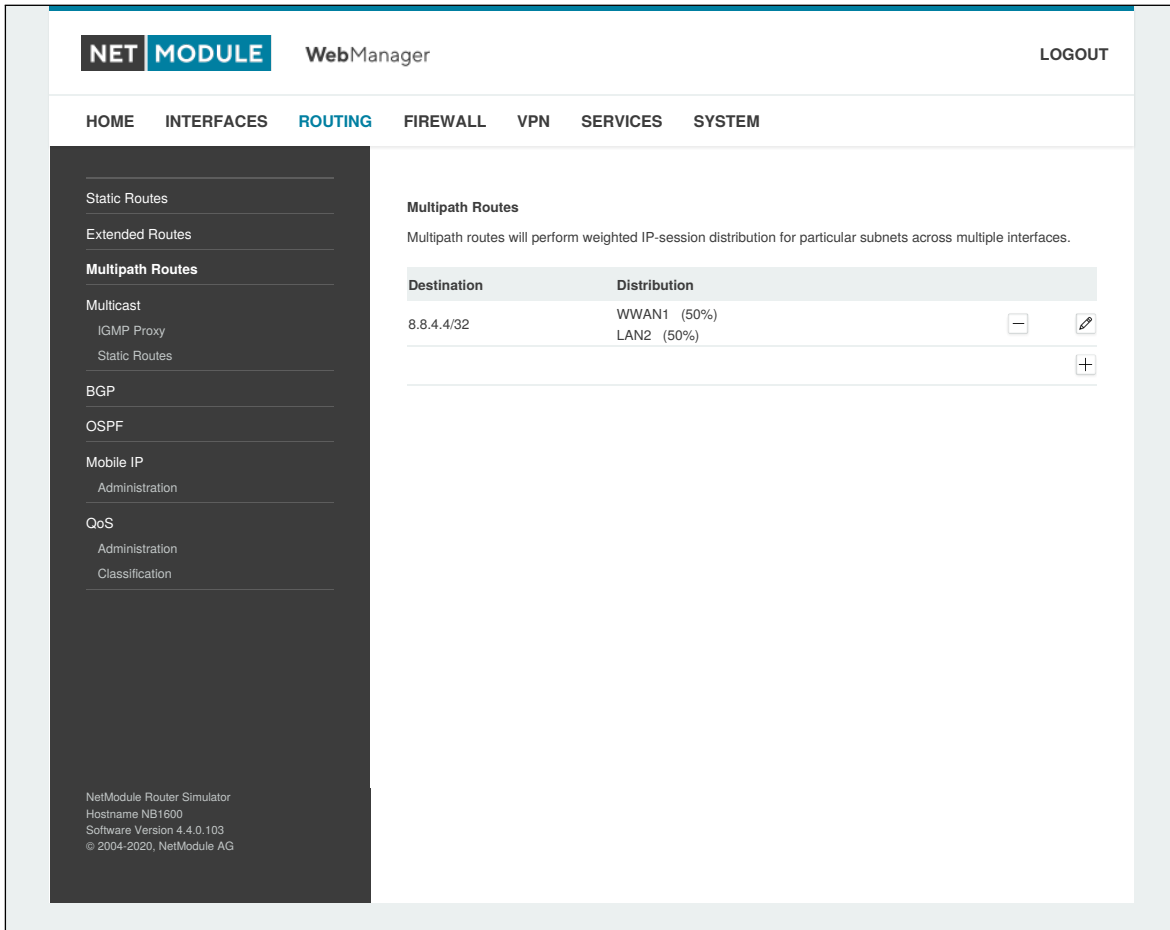 NET MODULE WebManager LOGOUT
HOME INTERFACES ROUTING FIREWALL VPN SERVICES SYSTEM
Static Routes
Extended Routes
Multipath Routes
Multicast
IGMP Proxy
Static Routes
BGP
OSPF
Mobile IP
Administration
QoS
Administration
Classification
NetModule Router Simulator
Hostname NB1600
Software Version 4.4.0.103
© 2004-2020, NetModule AG
Multipath Routes
Multipath routes will perform weighted IP-session distribution for particular subnets across multiple interfaces.
Destination Distribution
8.8.4.4/32 WWAN1 (50%)
LAN2 (50%)